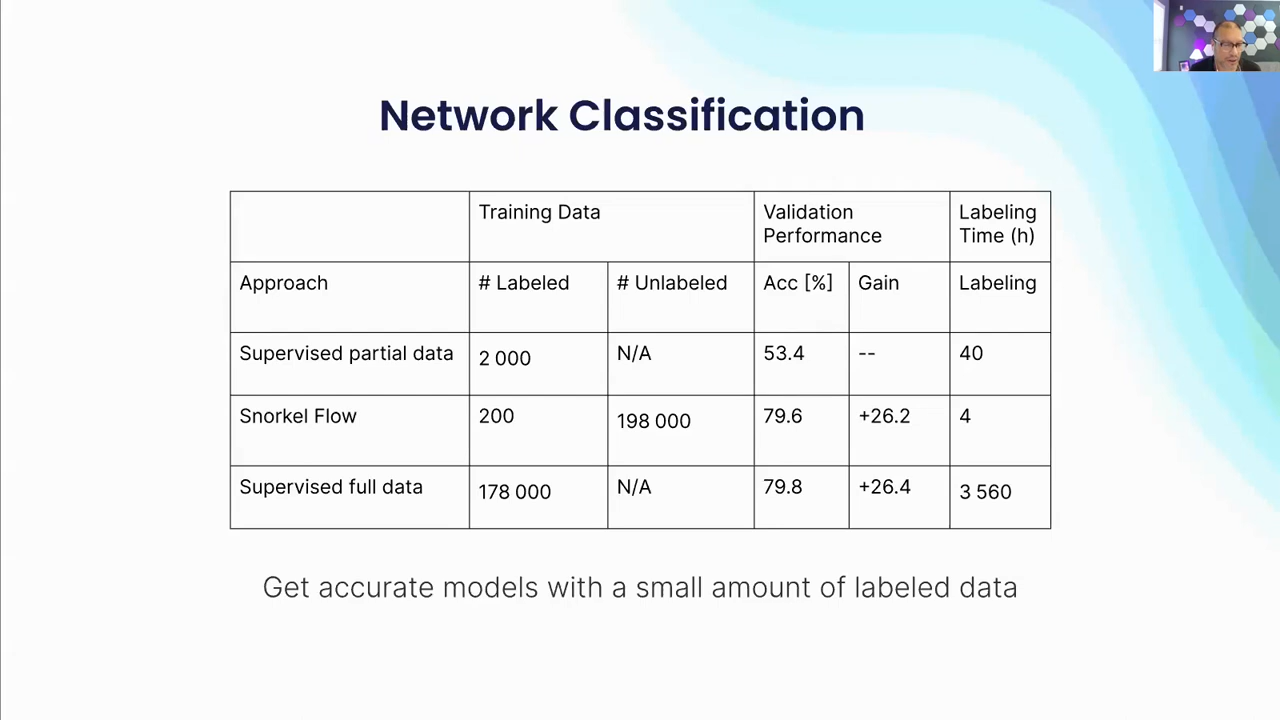 Network Classification
Training Data
Validation
Performance
Labeling
Time (h)
Approach
# Labeled
# Unlabeled
Acc [%]
Gain
Labeling
Supervised partial data
2 000
N/A
53.4
--
40
Snorkel Flow
200
198 000
79.6
+26.2
4
Supervised full data
178 000
N/A
79.8
+26.4
3 560
Get accurate models with a small amount of labeled data